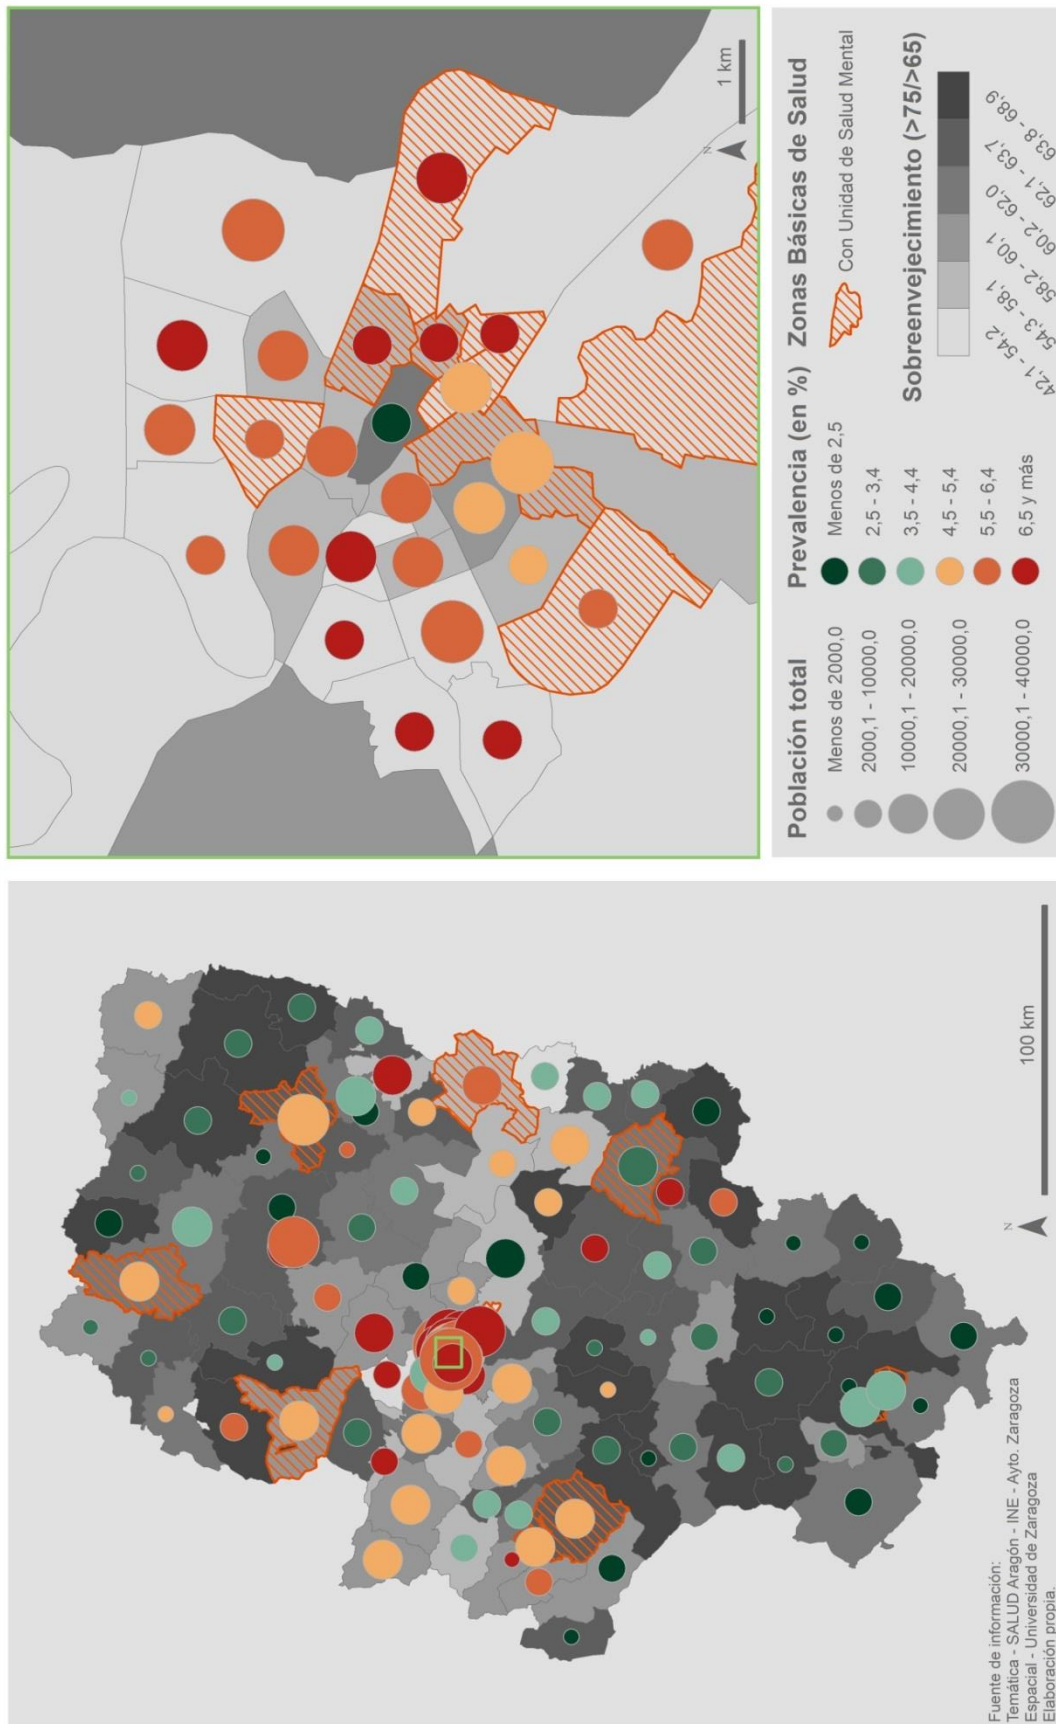 N
100 km
Fuente de información:
Temática - SALUD Aragón - INE - Ayto. Zaragoza
Espacial - Universidad de Zaragoza
Elaboración propia.
N
1 km
Población total
Menos de 2000,0
2000,1 - 10000,0
10000,1 - 20000,0
20000,1 - 30000,0
30000,1 - 40000,0
Prevalencia (en %)
Menos de 2,5
2,5 - 3,4
3,5 - 4,4
4,5 - 5,4
5,5 - 6,4
6,5 y más
Zonas Básicas de Salud
Con Unidad de Salud Mental
Sobreenvejecimiento (>75/>65)
42,1 - 54,2
54,3 - 58,1
58,2 - 60,1
60,2 - 62,0
62,1 - 63,7
63,8 - 68,9